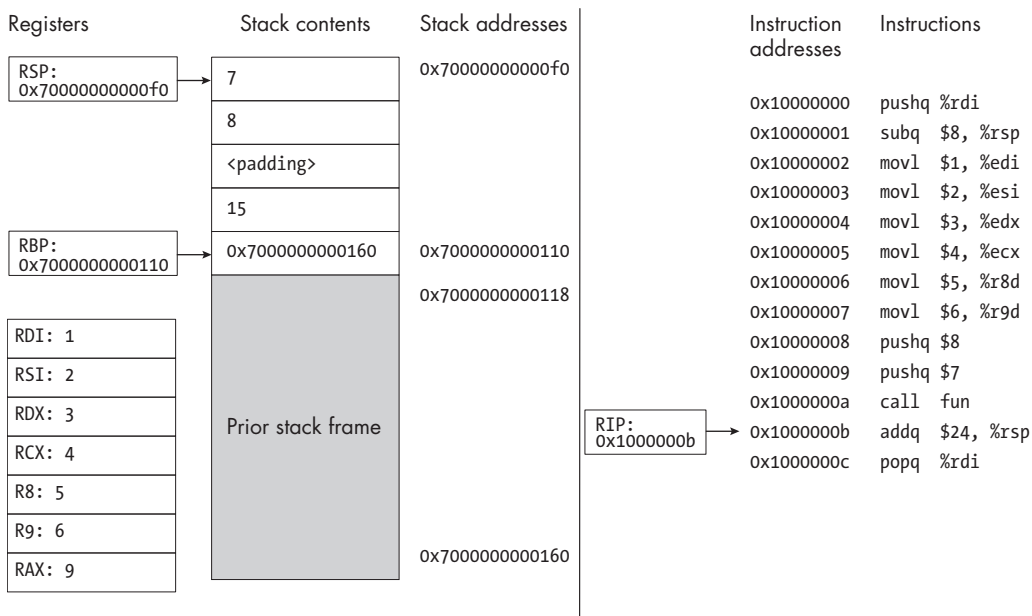 Registers
Stack contents
Stack addresses
RSP:
0x70000000000f0
7
0x70000000000f0
8
<padding>
15
RBP:
0x7000000000110
0x7000000000160
0x7000000000110
0x7000000000118
RDI: 1
RSI: 2
RDX: 3
RCX: 4
R8: 5
R9: 6
RAX: 9
Prior stack frame
0x7000000000160
Instruction
addresses
Instructions
0x10000000 pushq %rdi
0x10000001 subq $8, %rsp
0x10000002 movl $1, %edi
0x10000003 movl $2, %esi
0x10000004 movl $3, %edx
0x10000005 movl $4, %ecx
0x10000006 movl $5, %r8d
0x10000007 movl $6, %r9d
0x10000008 pushq $8
0x10000009 pushq $7
0x1000000a call fun
RIP:
0x1000000b
0x1000000b addq $24, %rsp
0x1000000c popq %rdi